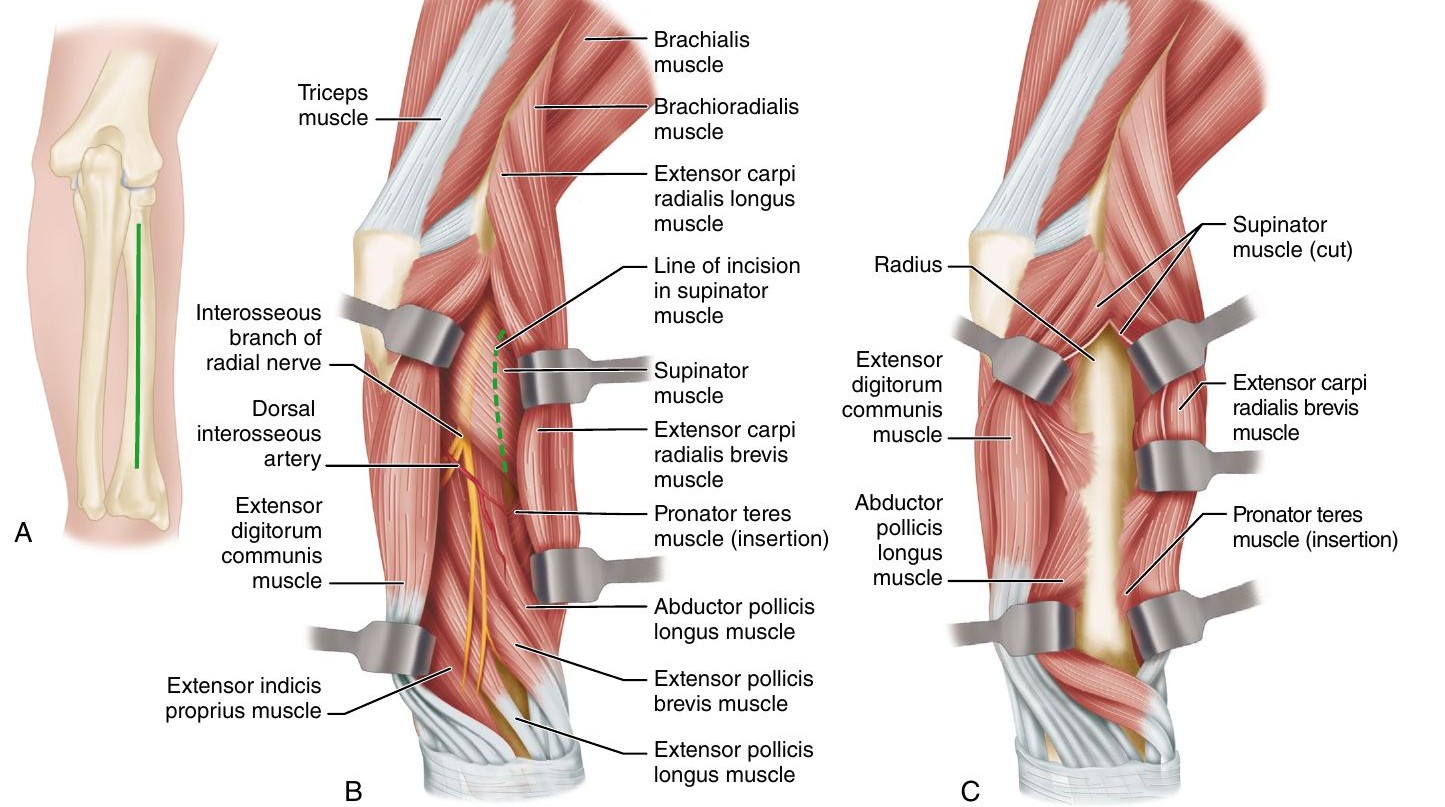 A
Triceps
muscle
Interosseous
branch of
radial nerve
Dorsal
interosseous
artery
Extensor
digitorum
communis
muscle
Extensor indicis
proprius muscle
Brachialis
muscle
Brachioradialis
muscle
Extensor carpi
radialis longus
muscle
Line of incision
in supinator
muscle
Supinator
muscle
Extensor carpi
radialis brevis
muscle
Pronator teres
muscle (insertion)
Abductor pollicis
longus muscle
Extensor pollicis
brevis muscle
Extensor pollicis
longus muscle
B
Radius
Extensor
digitorum
communis
muscle
Abductor
pollicis
longus
muscle
Supinator
muscle (cut)
Extensor carpi
radialis brevis
muscle
Pronator teres
muscle (insertion)
C